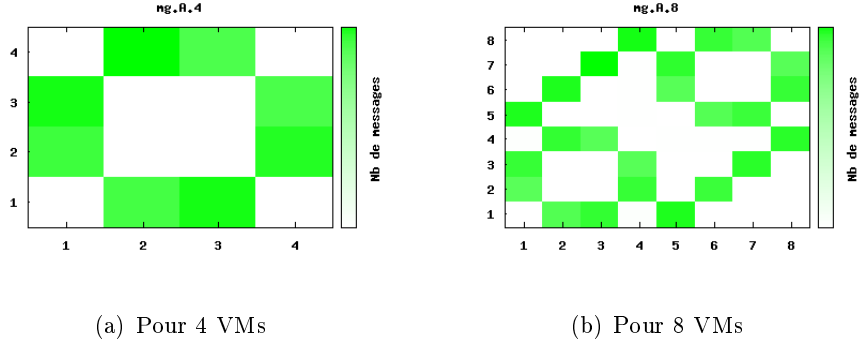 mg.A.4
4
3
2
1
1 2 3 4
Nb de messages
mg.A.8
8
7
6
5
4
3
2
1
1 2 3 4 5 6 7 8
Nb de messages
(a) Pour 4 VMs
(b) Pour 8 VMs